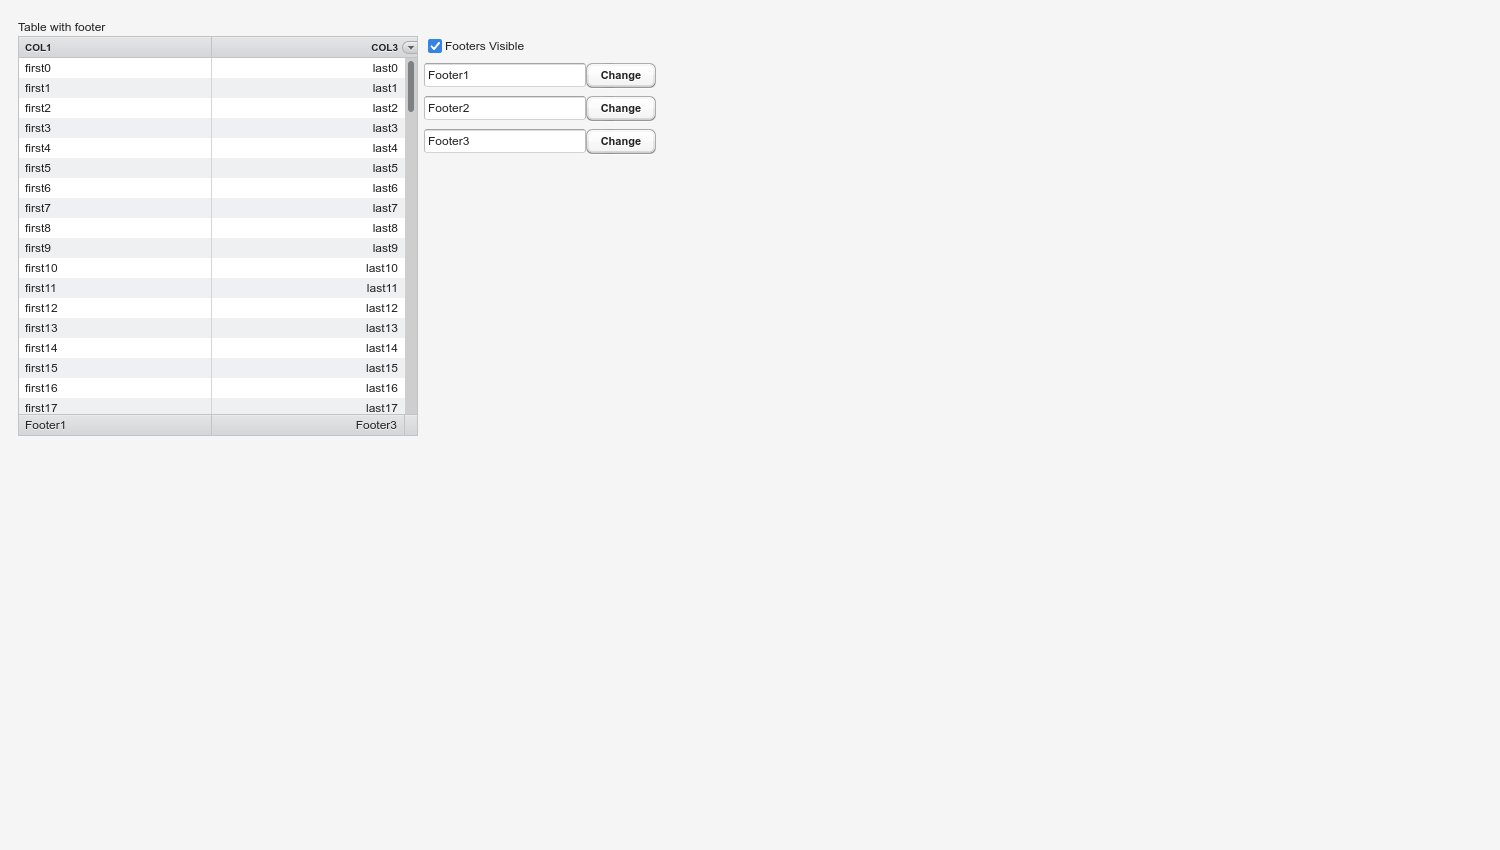 Table with footer
COL1 COL3
first0 last0
first1 last1
first2 last2
first3 last3
first4 last4
first5 last5
first6 last6
first7 last7
first8 last8
first9 last9
first10 last10
first11 last11
first12 last12
first13 last13
first14 last14
first15 last15
first16 last16
first17 last17
Footer1 Footer3
Footers Visible
Footer1 Change
Footer2 Change
Footer3 Change